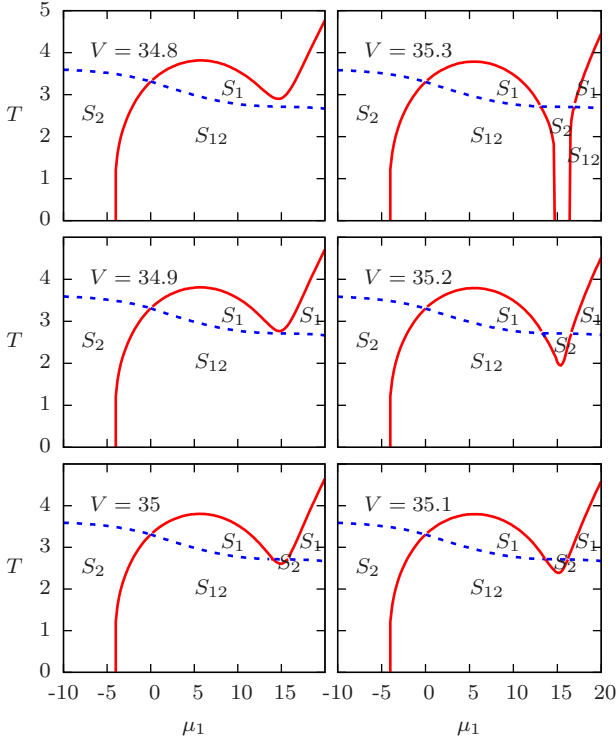 5
4
3
2
1
0
T
V = 34.8
S₂
S₁
S₁₂
V = 35.3
S₂
S₁
S₁₂
S₂
S₁
S₁₂
4
3
2
1
0
T
V = 34.9
S₂
S₁
S₁₂
S₁
V = 35.2
S₂
S₁
S₁₂
S₂
S₁
4
3
2
1
0
T
V = 35
S₂
S₁
S₁₂
S₂
S₁
V = 35.1
S₂
S₁
S₁₂
S₂
S₁
-10 -5 0 5 10 15
-10 -5 0 5 10 15 20
μ₁
μ₁